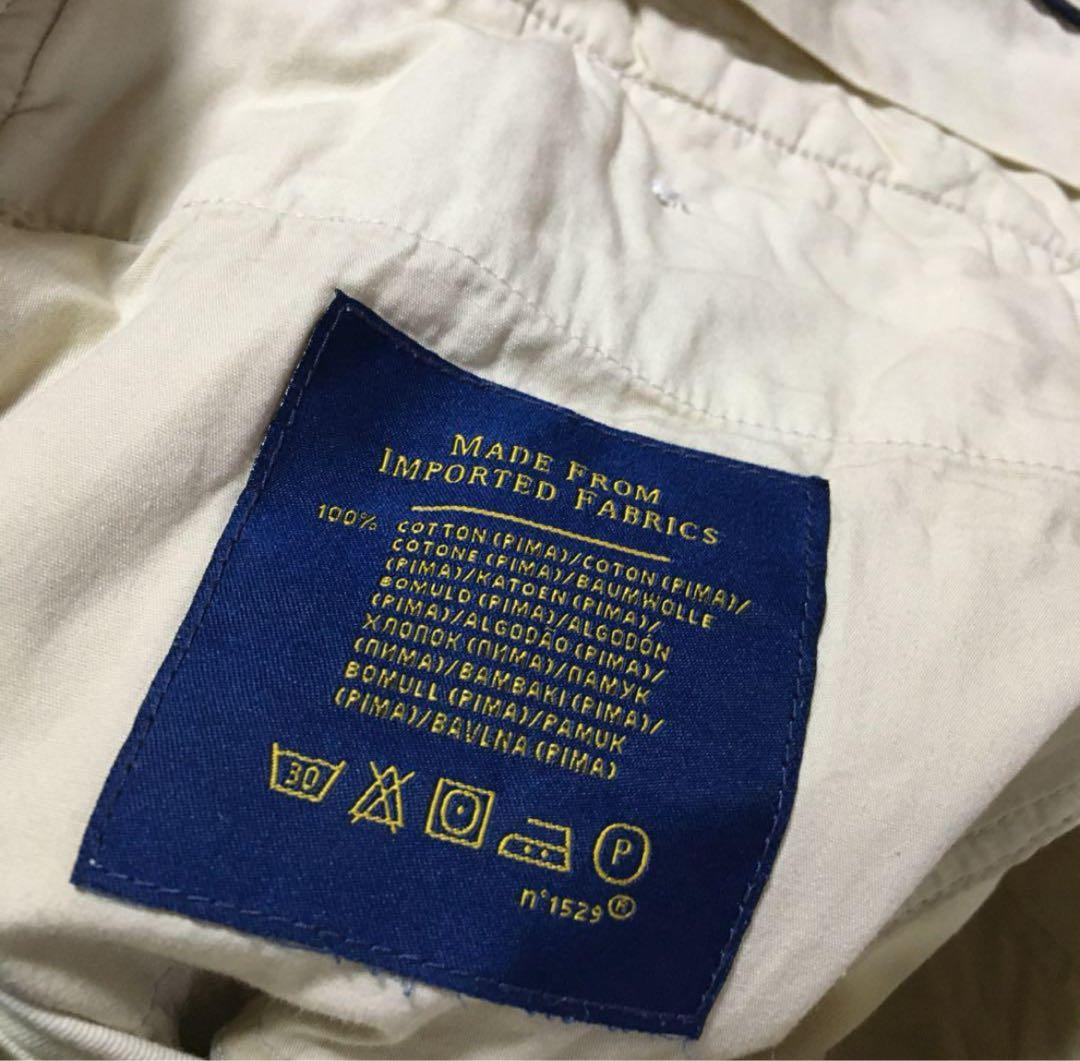 MADE FROM
IMPORTED FABRICS
100% COTTON (PIMA)/COTON (PIMA)/
COTONE (PIMA)/BAUMWOLLE
(PIMA)/KATOEN (PIMA)/
BOMULD (PIMA)/ALGODÓN
(PIMA)/ALGODÃO (PIMA)/
ХЛОПОК (ПИМА)/ПАМУК
(ПИМА)/BAMBAKI (PIMA)/
BOMULL (PIMA)/PAMUK
(PIMA)/BAVLNA (PIMA)
30
P
n°1529®